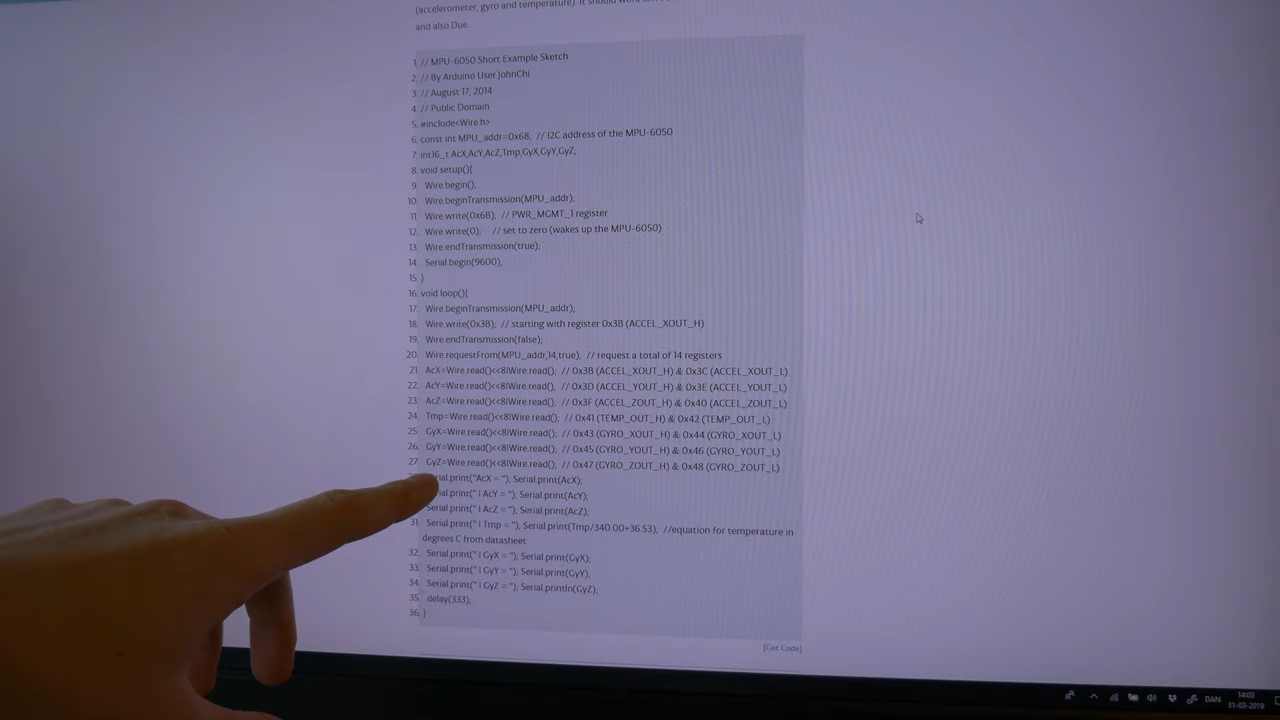 (accelerometer, gyro and temperature). It should work on
and also Due.
1. // MPU-6050 Short Example Sketch
2. // By Arduino User JohnChi
3. // August 17, 2014
4. // Public Domain
5. #include<Wire.h>
6. const int MPU_addr=0x68;  // I2C address of the MPU-6050
7. int16_t AcX,AcY,AcZ,Tmp,GyX,GyY,GyZ;
8. void setup(){
9. Wire.begin();
10. Wire.beginTransmission(MPU_addr);
11. Wire.write(0x6B);  // PWR_MGMT_1 register
12. Wire.write(0);     // set to zero (wakes up the MPU-6050)
13. Wire.endTransmission(true);
14. Serial.begin(9600);
15. }
16. void loop(){
17. Wire.beginTransmission(MPU_addr);
18. Wire.write(0x3B);  // starting with register 0x3B (ACCEL_XOUT_H)
19. Wire.endTransmission(false);
20. Wire.requestFrom(MPU_addr,14,true);  // request a total of 14 registers
21. AcX=Wire.read()<<8|Wire.read();  // 0x3B (ACCEL_XOUT_H) & 0x3C (ACCEL_XOUT_L)
22. AcY=Wire.read()<<8|Wire.read();  // 0x3D (ACCEL_YOUT_H) & 0x3E (ACCEL_YOUT_L)
23. AcZ=Wire.read()<<8|Wire.read();  // 0x3F (ACCEL_ZOUT_H) & 0x40 (ACCEL_ZOUT_L)
24. Tmp=Wire.read()<<8|Wire.read();  // 0x41 (TEMP_OUT_H) & 0x42 (TEMP_OUT_L)
25. GyX=Wire.read()<<8|Wire.read();  // 0x43 (GYRO_XOUT_H) & 0x44 (GYRO_XOUT_L)
26. GyY=Wire.read()<<8|Wire.read();  // 0x45 (GYRO_YOUT_H) & 0x46 (GYRO_YOUT_L)
27. GyZ=Wire.read()<<8|Wire.read();  // 0x47 (GYRO_ZOUT_H) & 0x48 (GYRO_ZOUT_L)
rial.print("AcX = "); Serial.print(AcX);
ial.print(" | AcY = "); Serial.print(AcY);
Serial.print(" | AcZ = "); Serial.print(AcZ);
31. Serial.print(" | Tmp = "); Serial.print(Tmp/340.00+36.53);  //equation for temperature in
degrees C from datasheet
32. Serial.print(" | GyX = "); Serial.print(GyX);
33. Serial.print(" | GyY = "); Serial.print(GyY);
34. Serial.print(" | GyZ = "); Serial.println(GyZ);
35. delay(333);
36. }
[Get Code]
DAN
14:03
31-03-2019